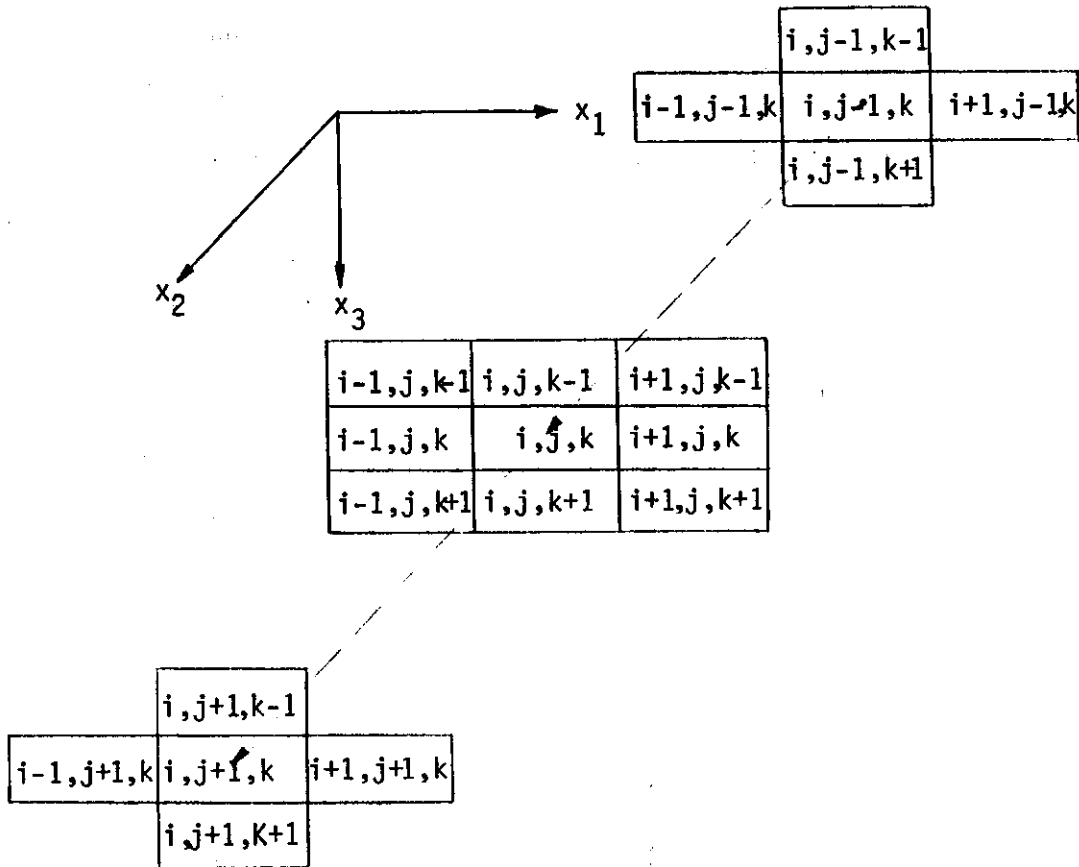 i,j-1,k-1
i-1,j-1,k i,j-1,k i+1,j-1,k
i,j-1,k+1
x1
x2
x3
i-1,j,k-1 i,j,k-1 i+1,j,k-1
i-1,j,k i,j,k i+1,j,k
i-1,j,k+1 i,j,k+1 i+1,j,k+1
i,j+1,k-1
i-1,j+1,k i,j+1,k i+1,j+1,k
i,j+1,K+1